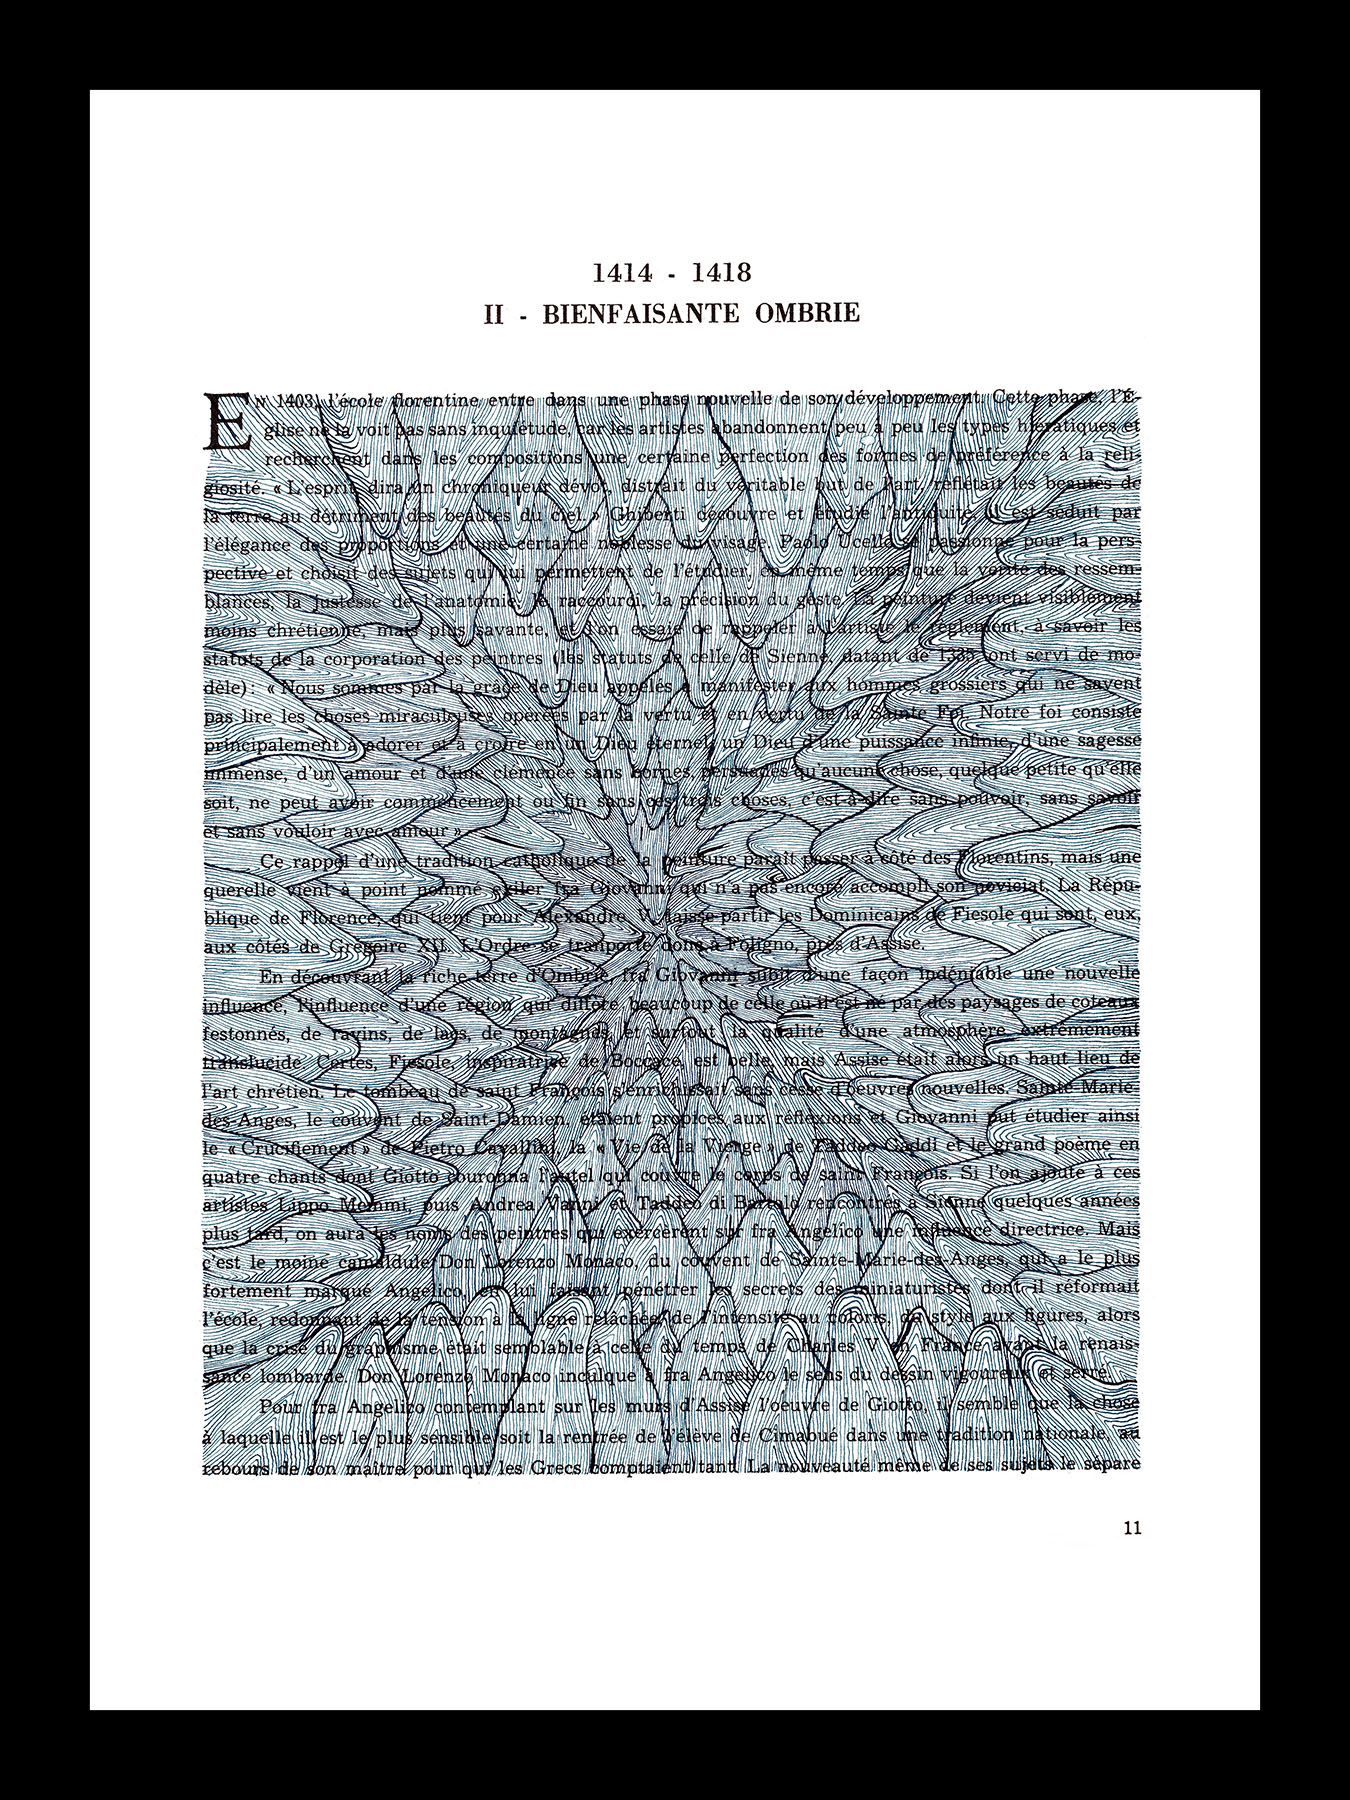 1414 - 1418
II - BIENFAISANTE OMBRIE
EN 1403, l'école florentine entre dans une phase nouvelle de son développement. Cette phase, l'É-
glise ne la voit pas sans inquiétude, car les artistes abandonnent peu à peu les types hiératiques et
recherchent dans les compositions une certaine perfection des formes de préférence à la reli-
giosité. « L'esprit, dira un chroniqueur dévot, distrait du véritable but de l'art, reflétait les beautés de
la terre au détriment des beautés du ciel. » Ghiberti découvre et étudie l'antiquité, il est séduit par
l'élégance des proportions et une certaine noblesse du visage. Paolo Ucello se passionne pour la pers-
pective et choisit des sujets qui lui permettent de l'étudier, en même temps que la vérité des ressem-
blances, la justesse de l'anatomie, le raccourci, la précision du geste. La peinture devient visiblement
moins chrétienne, mais plus savante, et l'on essaie de rappeler à l'artiste le règlement, à savoir les
statuts de la corporation des peintres (les statuts de celle de Sienne, datant de 1335, ont servi de mo-
dèle) : « Nous sommes par la grâce de Dieu appelés à manifester aux hommes grossiers qui ne savent
pas lire les choses miraculeuses opérées par la vertu et en vertu de la Sainte Foi. Notre foi consiste
principalement à adorer et à croire en un Dieu éternel, un Dieu d'une puissance infinie, d'une sagesse
immense, d'un amour et d'une clémence sans bornes, persuadés qu'aucune chose, quelque petite qu'elle
soit, ne peut avoir commencement ou fin sans ces trois choses, c'est-à-dire sans pouvoir, sans savoir
et sans vouloir avec amour ».
Ce rappel d'une tradition catholique de la peinture paraît passer à côté des Florentins, mais une
querelle vient à point nommé exiler fra Giovanni qui n'a pas encore accompli son noviciat. La Répu-
blique de Florence, qui tient pour Alexandre V, laisse partir les Dominicains de Fiesole qui sont, eux,
aux côtés de Grégoire XII. L'Ordre se tranporte donc à Foligno, près d'Assise.
En découvrant la riche terre d'Ombrie, fra Giovanni subit d'une façon indéniable une nouvelle
influence, l'influence d'une région qui diffère beaucoup de celle où il est né par des paysages de coteaux
festonnés, de ravins, de lacs, de montagnes, et surtout la qualité d'une atmosphère extrêmement
translucide. Certes, Fiesole, inspiratrice de Boccace, est belle, mais Assise était alors un haut lieu de
l'art chrétien. Le tombeau de saint François s'enrichissait sans cesse d'oeuvres nouvelles. Sainte-Marie-
des-Anges, le couvent de Saint-Damien, étaient propices aux réflexions et Giovanni put étudier ainsi
le « Crucifiement » de Pietro Cavallini, la « Vie de la Vierge » de Taddeo Gaddi et le grand poème en
quatre chants dont Giotto couronna l'autel qui couvre le corps de saint François. Si l'on ajoute à ces
artistes Lippo Memmi, puis Andrea Vanni et Taddeo di Bartolo rencontrés à Sienne quelques années
plus tard, on aura les noms des peintres qui exercèrent sur fra Angelico une influence directrice. Mais
c'est le moine camaldule Don Lorenzo Monaco, du couvent de Sainte-Marie-des-Anges, qui a le plus
fortement marqué Angelico, en lui faisant pénétrer les secrets des miniaturistes dont il réformait
l'école, redonnant de la tension à la ligne relâchée, de l'intensité au coloris, du style aux figures, alors
que la crise du graphisme était semblable à celle du temps de Charles V en France avant la renais-
sance lombarde. Don Lorenzo Monaco inculque à fra Angelico le sens du dessin vigoureux et serré.
Pour fra Angelico contemplant sur les murs d'Assise l'oeuvre de Giotto, il semble que la chose
à laquelle il est le plus sensible soit la rentrée de l'élève de Cimabué dans une tradition nationale, au
rebours de son maître pour qui les Grecs comptaient tant. La nouveauté même de ses sujets le sépare
11